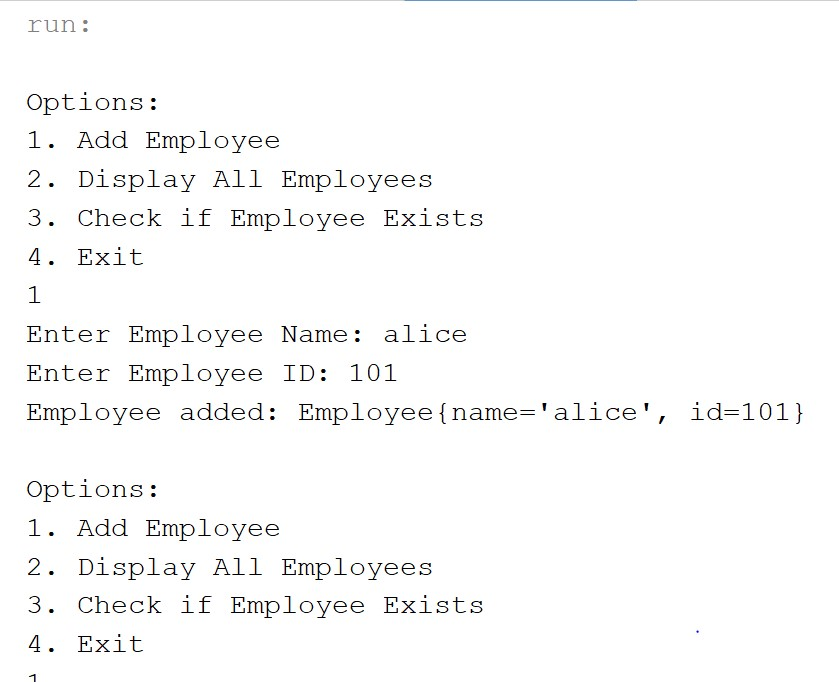 run:
Options:
1. Add Employee
2. Display All Employees
3. Check if Employee Exists
4. Exit
1
Enter Employee Name: alice
Enter Employee ID: 101
Employee added: Employee{name='alice', id=101}
Options:
1. Add Employee
2. Display All Employees
3. Check if Employee Exists
4. Exit
1